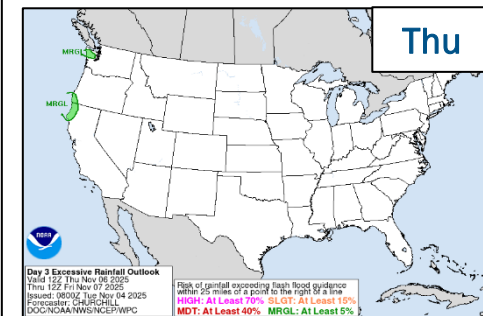 Thu
MRGL
MRGL
NOAA
Day 3 Excessive Rainfall Outlook
Valid 12Z Thu Nov 06 2025
Thru 12Z Fri Nov 07 2025
Issued: 0800Z Tue Nov 04 2025
Forecaster: CHURCHILL
DOC/NOAA/NWS/NCEP/WPC
Risk of rainfall exceeding flash flood guidance
within 25 miles of a point to the right of a line
HIGH: At Least 70% SLGT: At Least 15%
MDT: At Least 40% MRGL: At Least 5%